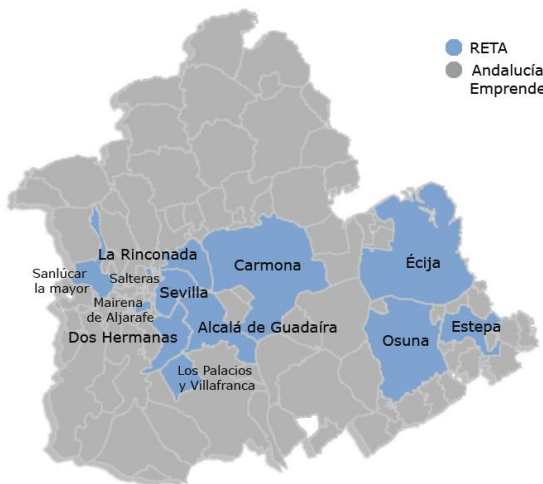 RETA
Andalucía
Emprende
La Rinconada
Carmona
Écija
Sanlúcar
la mayor
Salteras
Sevilla
Mairena
de Aljarafe
Alcalá de Guadaíra
Estepa
Dos Hermanas
Osuna
Los Palacios
y Villafranca